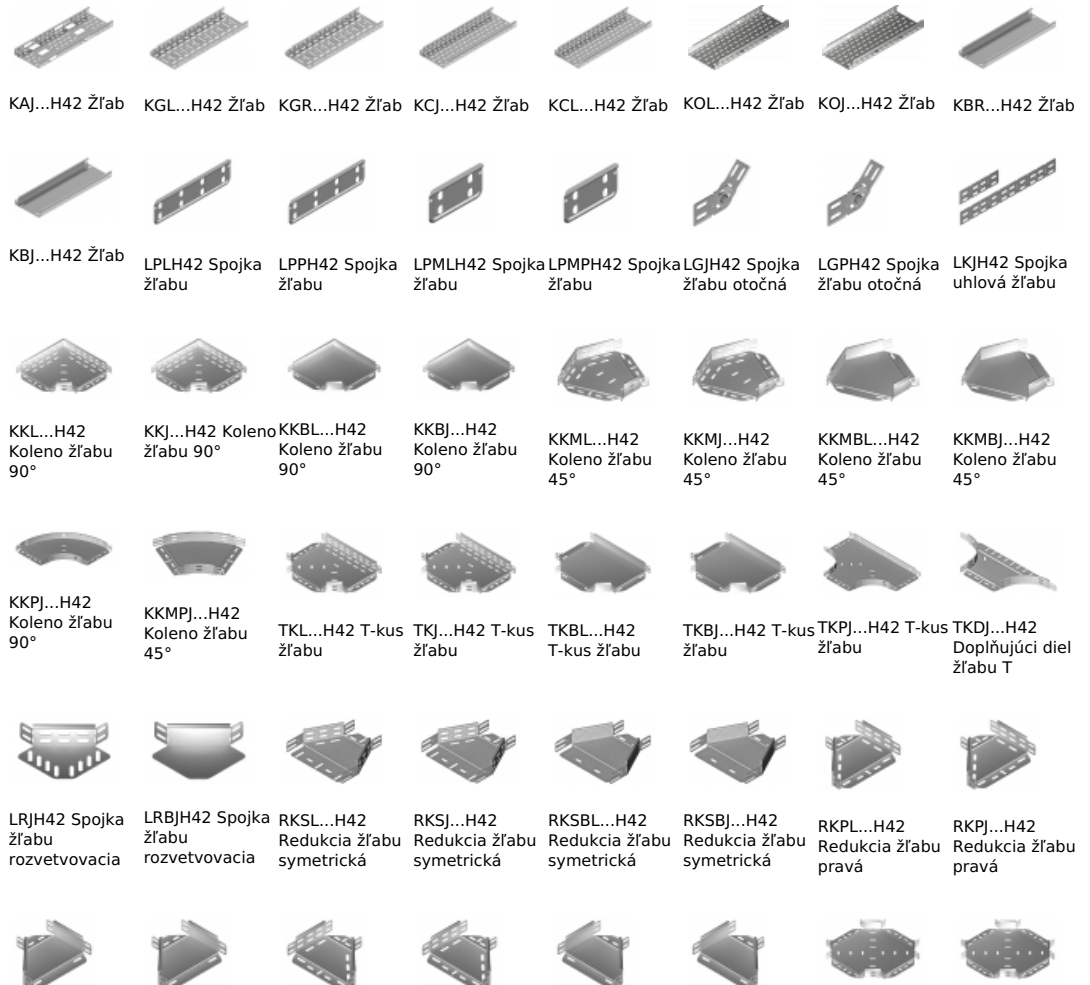 KAJ...H42 Žľab
KGL...H42 Žľab
KGR...H42 Žľab
KCJ...H42 Žľab
KCL...H42 Žľab
KOL...H42 Žľab
KOJ...H42 Žľab
KBR...H42 Žľab
KBJ...H42 Žľab
LPLH42 Spojka
žľabu
LPPH42 Spojka
žľabu
LPMLH42 Spojka
žľabu
LPMPH42 Spojka
žľabu
LGJH42 Spojka
žľabu otočná
LGPH42 Spojka
žľabu otočná
LKJH42 Spojka
uhlová žľabu
KKL...H42
Koleno žľabu
90°
KKJ...H42 Koleno
žľabu 90°
KKBL...H42
Koleno žľabu
90°
KKBJ...H42
Koleno žľabu
90°
KKML...H42
Koleno žľabu
45°
KKMJ...H42
Koleno žľabu
45°
KKMBL...H42
Koleno žľabu
45°
KKMBJ...H42
Koleno žľabu
45°
KKPJ...H42
Koleno žľabu
90°
KKMPJ...H42
Koleno žľabu
45°
TKL...H42 T-kus
žľabu
TKJ...H42 T-kus
žľabu
TKBL...H42
T-kus žľabu
TKBJ...H42 T-kus
žľabu
TKPJ...H42 T-kus
žľabu
TKDJ...H42
Doplňujúci diel
žľabu T
LRJH42 Spojka
žľabu
rozvetvovacia
LRBJH42 Spojka
žľabu
rozvetvovacia
RKSL...H42
Redukcia žľabu
symetrická
RKSJ...H42
Redukcia žľabu
symetrická
RKSBL...H42
Redukcia žľabu
symetrická
RKSBJ...H42
Redukcia žľabu
symetrická
RKPL...H42
Redukcia žľabu
pravá
RKPJ...H42
Redukcia žľabu
pravá